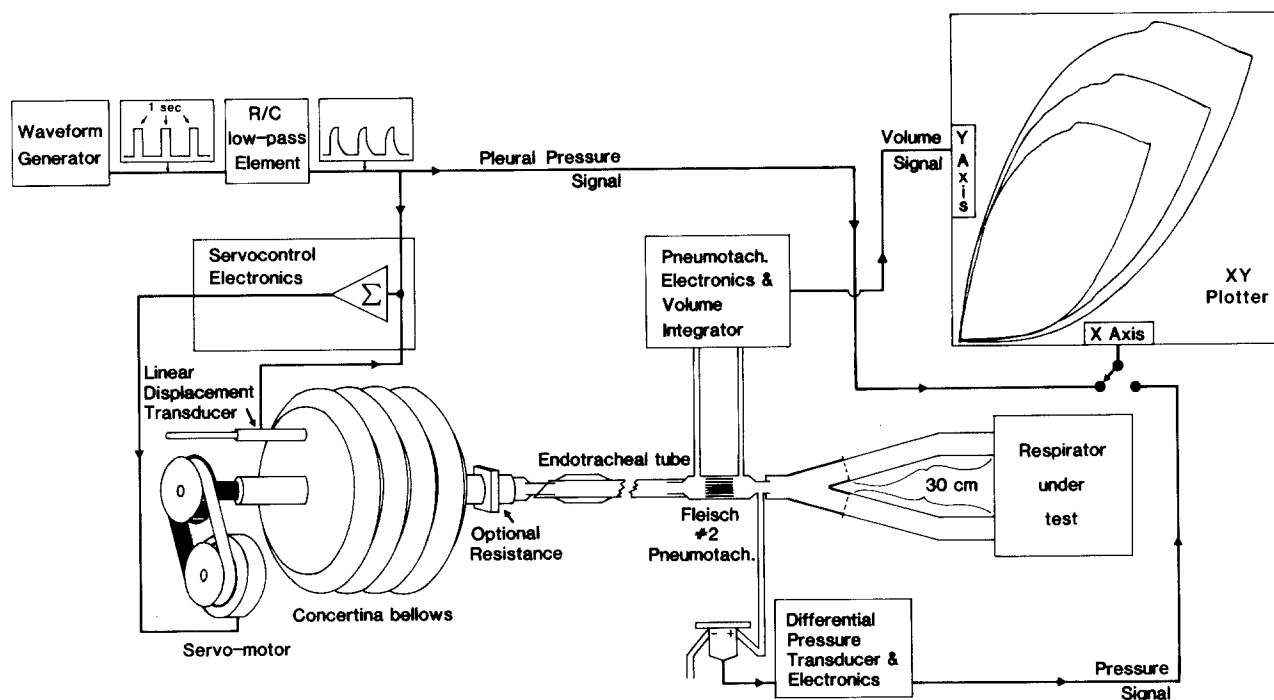 Waveform
Generator
1 sec
R/C
low-pass
Element
Pleural Pressure
Signal
Volume
Signal
Y Axis
XY
Plotter
X Axis
Servocontrol
Electronics
Σ
Pneumotach.
Electronics &
Volume
Integrator
Linear
Displacement
Transducer
Endotracheal tube
Optional
Resistance
Fleisch
#2
Pneumotach.
30 cm
Respirator
under
test
Concertina bellows
Servo-motor
- +
Differential
Pressure
Transducer &
Electronics
Pressure
Signal